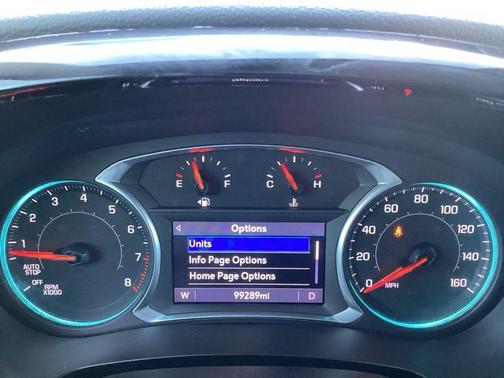 E F
C H
1 2 3 4 5 6 7 8
AUTO
STOP
OFF
RPM
X1000
Options
Units
Info Page Options
Home Page Options
W 99289mi D
0 20 40 60 80 100 120 140 160
MPH